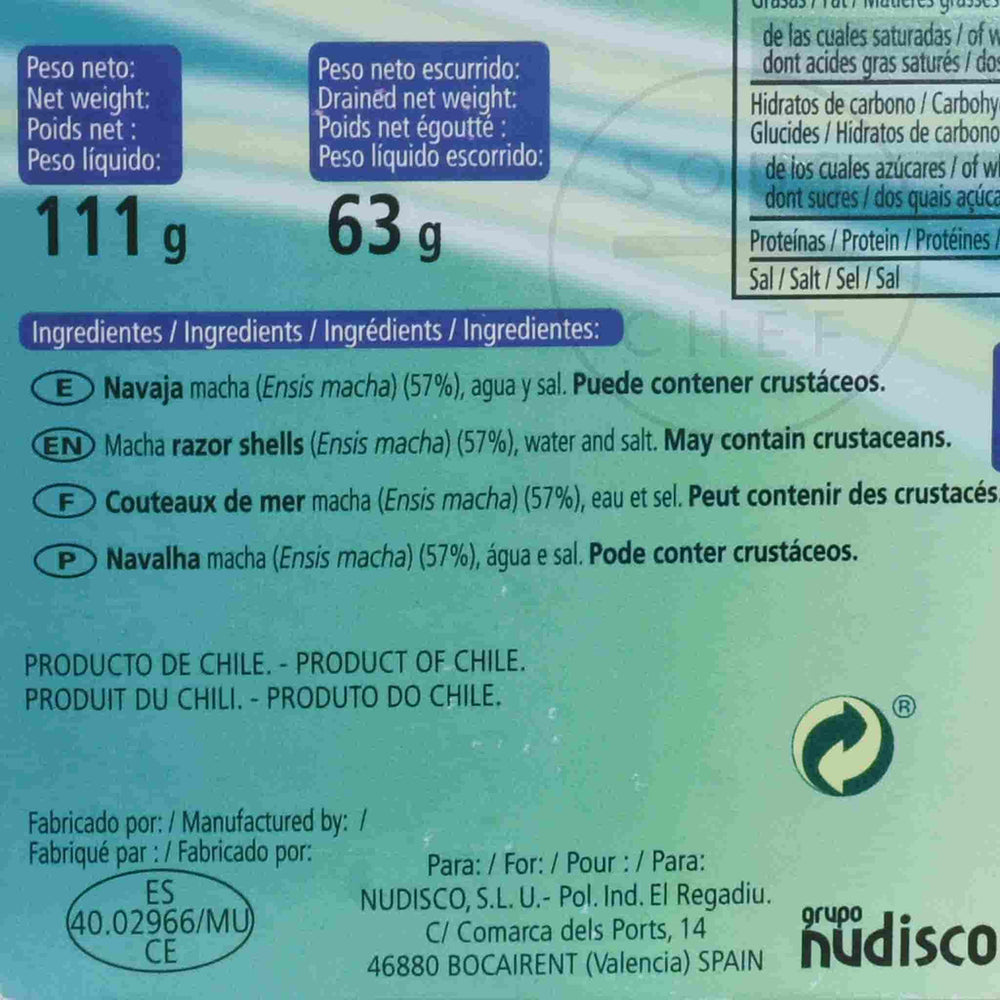 Peso neto:
Net weight:
Poids net :
Peso líquido:
111 g
Peso neto escurrido:
Drained net weight:
Poids net égoutté :
Peso líquido escorrido:
63 g
de las cuales saturadas / of
dont acides gras saturés /
Hidratos de carbono /
Glucides / Hidratos de carbono
de los cuales azúcares / of
dont sucres / dos quais
Proteínas / Protein / Protéines /
Sal / Salt / Sel / Sal
SOLO
CHEF
Ingredientes / Ingredients / Ingrédients / Ingredientes:
E Navaja macha (Ensis macha) (57%), agua y sal. Puede contener crustáceos.
EN Macha razor shells (Ensis macha) (57%), water and salt. May contain crustaceans.
F Couteaux de mer macha (Ensis macha) (57%), eau et sel. Peut contenir des crustacés.
P Navalha macha (Ensis macha) (57%), água e sal. Pode conter crustáceos.
PRODUCTO DE CHILE. - PRODUCT OF CHILE.
PRODUIT DU CHILI. - PRODUTO DO CHILE.
®
Fabricado por: / Manufactured by: /
Fabriqué par : / Fabricado por:
ES
40.02966/MU
CE
Para: / For: / Pour : / Para:
NUDISCO, S.L. U.- Pol. Ind. El Regadiu.
C/ Comarca dels Ports, 14
46880 BOCAIRENT (Valencia) SPAIN
grupo
nudisco